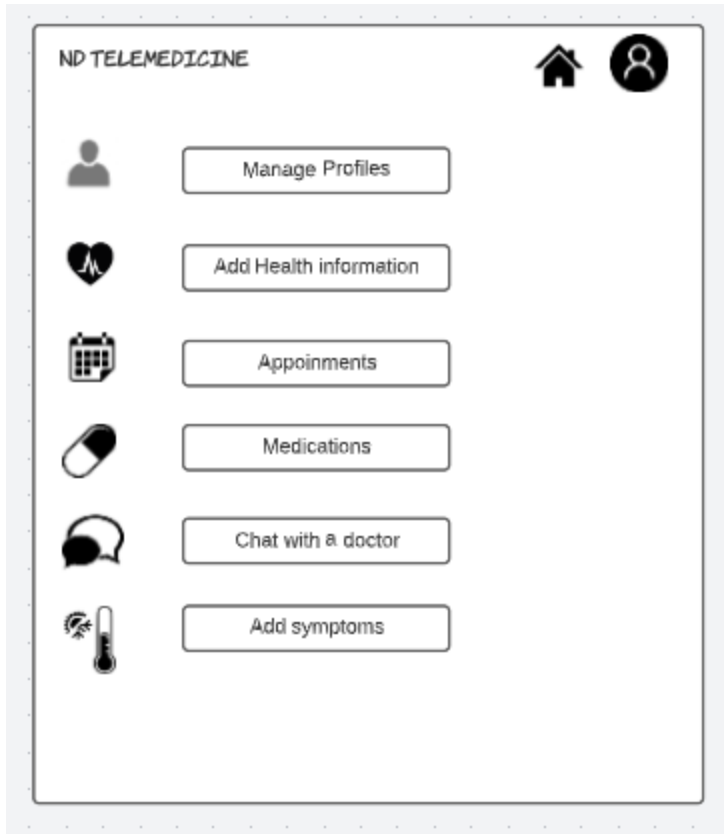 ND TELEMEDICINE
Manage Profiles
Add Health information
Appoinments
Medications
Chat with a doctor
Add symptoms